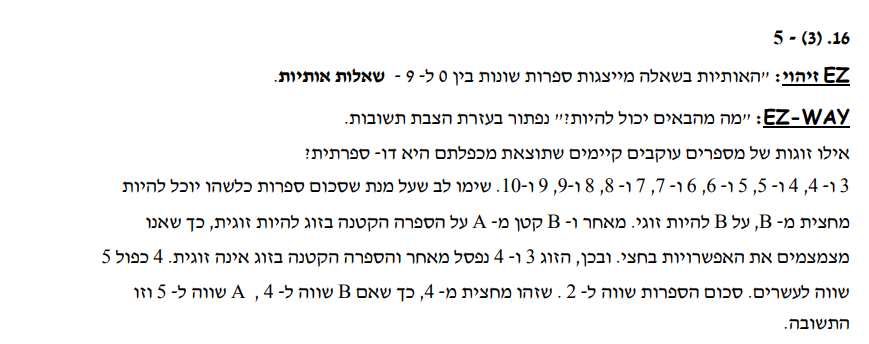 16. (3) - 5
EZ זיהוי: "האותיות בשאלה מייצגות ספרות שונות בין 0 ל- 9 - שאלות אותיות.
EZ-WAY: "מה מהבאים יכול להיות?" נפתור בעזרת הצבת תשובות.
אילו זוגות של מספרים עוקבים קיימים שתוצאת מכפלתם היא דו- ספרתית?
3 ו- 4, 4 ו- 5, 5 ו- 6, 6 ו- 7, 7 ו- 8, 8 ו-9, 9 ו-10. שימו לב שעל מנת שסכום ספרות כלשהו יוכל להיות
מחצית מ- B, על B להיות זוגי. מאחר ו- B קטן מ- A על הספרה הקטנה בזוג להיות זוגית, כך שאנו
מצמצמים את האפשרויות בחצי. ובכן, הזוג 3 ו- 4 נפסל מאחר והספרה הקטנה בזוג אינה זוגית. 4 כפול 5
שווה לעשרים. סכום הספרות שווה ל- 2 . שזהו מחצית מ- 4, כך שאם B שווה ל- 4 , A שווה ל- 5 וזו
התשובה.